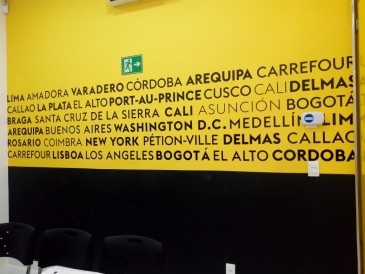 LIMA AMADORA VARADERO CÓRDOBA AREQUIPA CARREFOUR
CALLAO LA PLATA EL ALTO PORT-AU-PRINCE CUSCO CALI DELMAS
BRAGA SANTA CRUZ DE LA SIERRA CALI ASUNCIÓN BOGOTÁ
AREQUIPA BUENOS AIRES WASHINGTON D.C. MEDELLÍN LIM
ROSARIO COIMBRA NEW YORK PÉTION-VILLE DELMAS CALLAO
CARREFOUR LISBOA LOS ANGELES BOGOTÁ EL ALTO CORDOBA